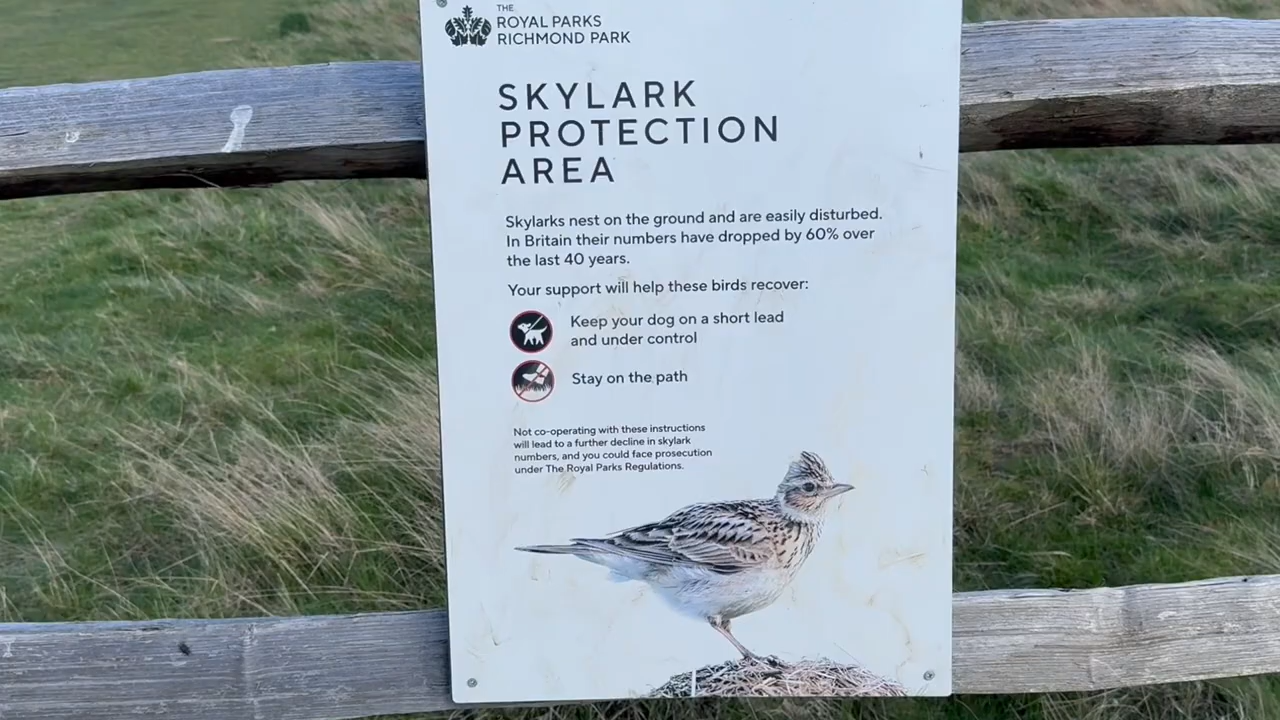 THE
ROYAL PARKS
RICHMOND PARK
SKYLARK
PROTECTION
AREA
Skylarks nest on the ground and are easily disturbed.
In Britain their numbers have dropped by 60% over
the last 40 years.
Your support will help these birds recover:
Keep your dog on a short lead
and under control
Stay on the path
Not co-operating with these instructions
will lead to a further decline in skylark
numbers, and you could face prosecution
under The Royal Parks Regulations.